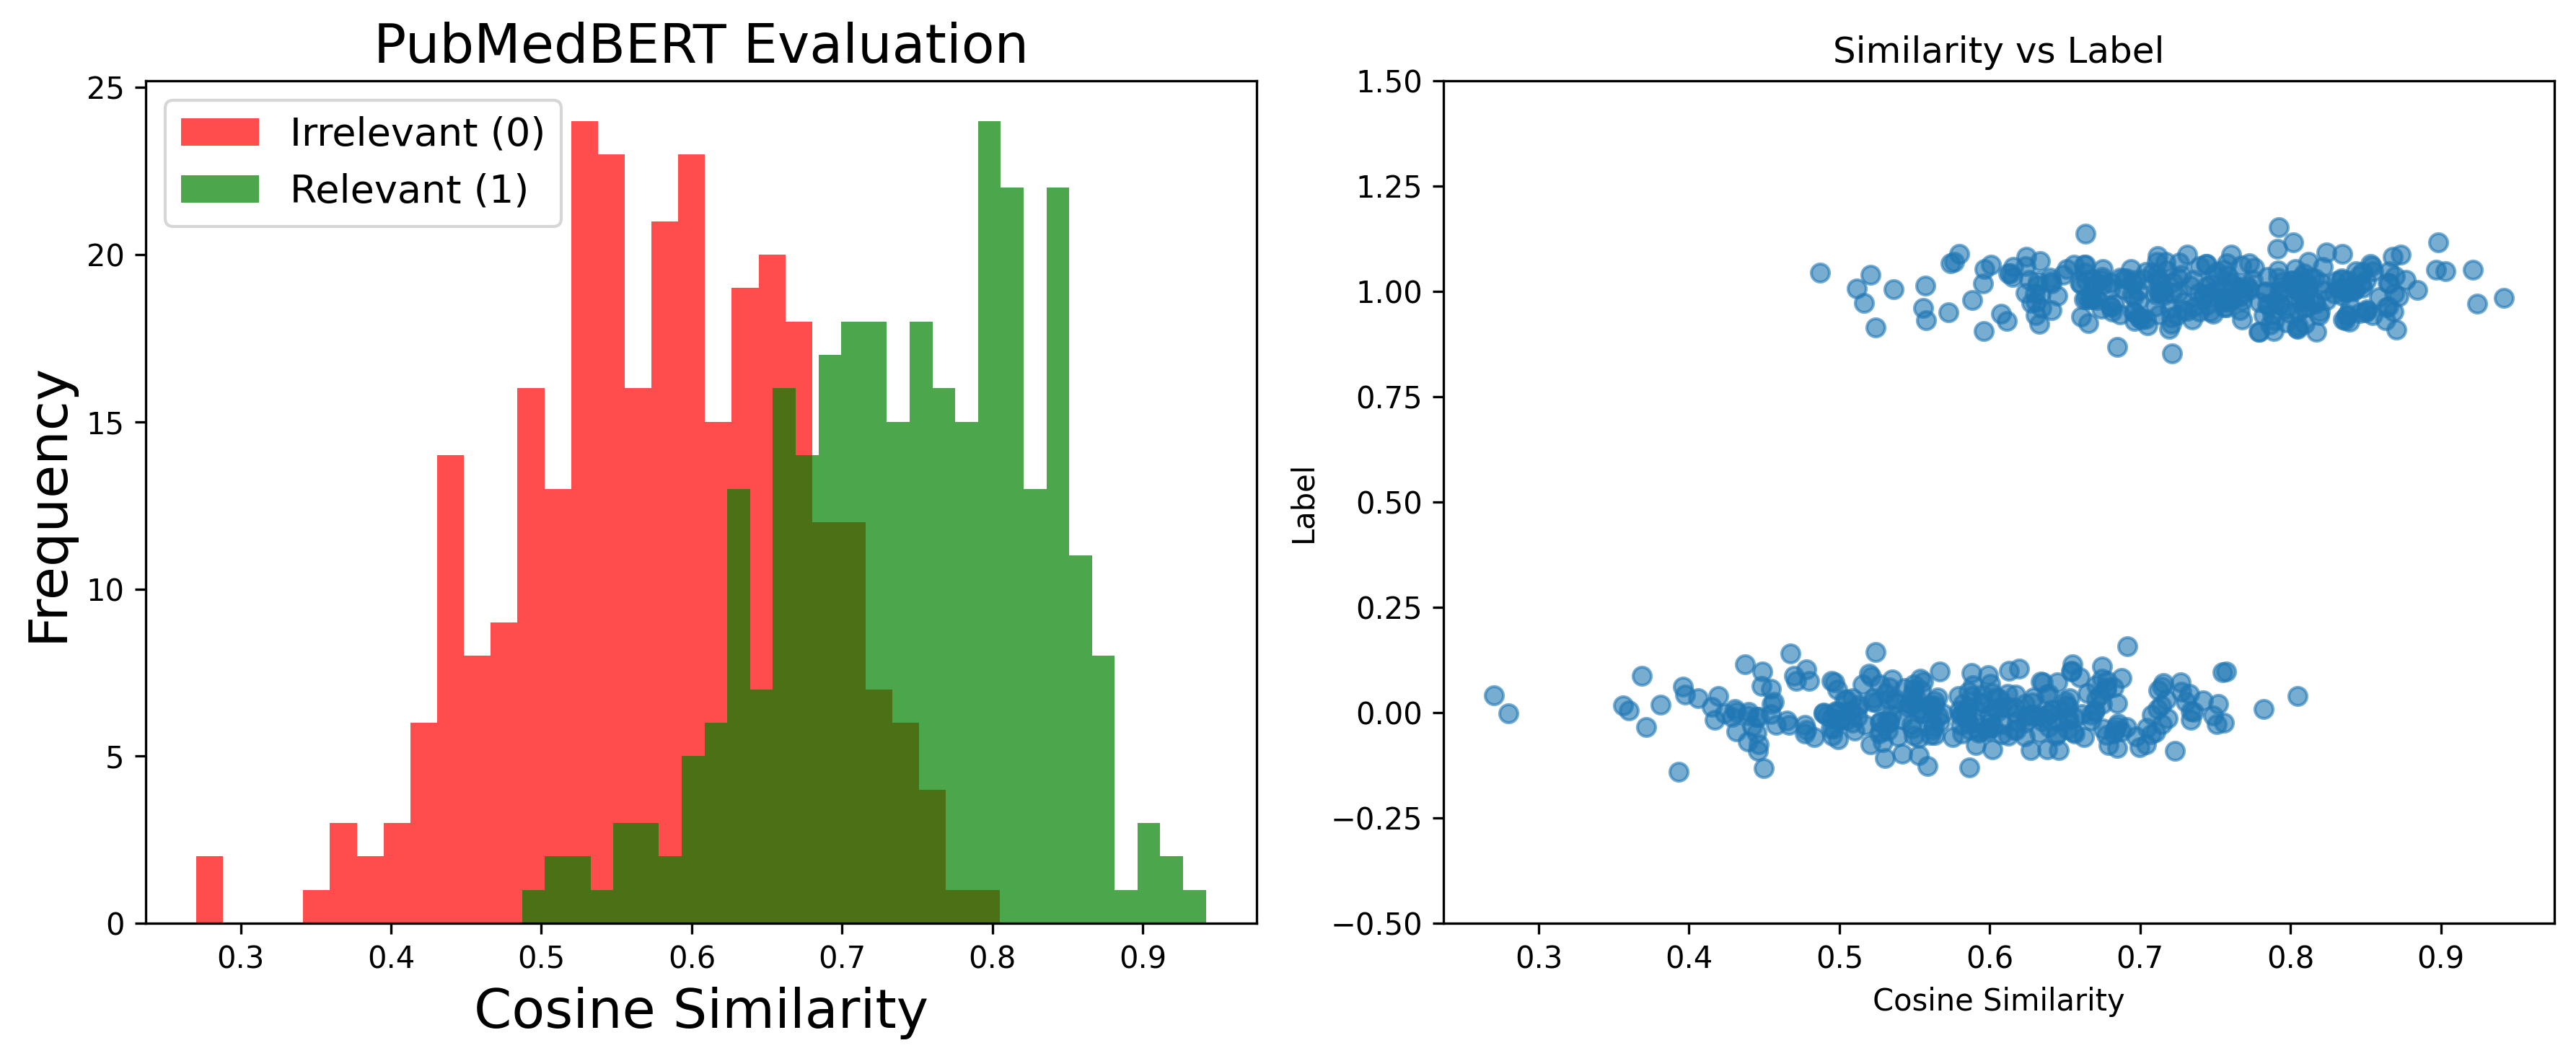 PubMedBERT Evaluation
Irrelevant (0)
Relevant (1)
25
20
15
10
5
0
Frequency
0.3 0.4 0.5 0.6 0.7 0.8 0.9
Cosine Similarity
Similarity vs Label
1.50
1.25
1.00
0.75
0.50
0.25
0.00
−0.25
−0.50
Label
0.3 0.4 0.5 0.6 0.7 0.8 0.9
Cosine Similarity